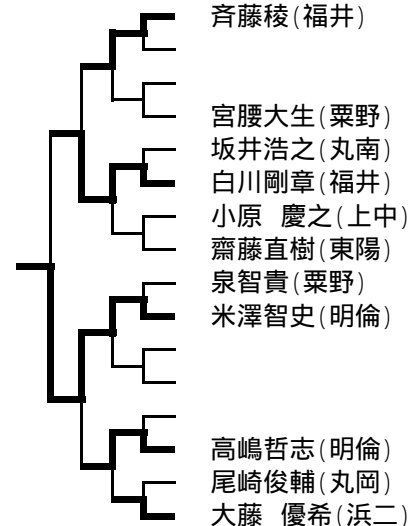 斉藤稜(福井)
宮腰大生(粟野)
坂井浩之(丸南)
白川剛章(福井)
小原 慶之(上中)
齋藤直樹(東陽)
泉智貴(粟野)
米澤智史(明倫)
高嶋哲志(明倫)
尾崎俊輔(丸岡)
大藤 優希(浜二)